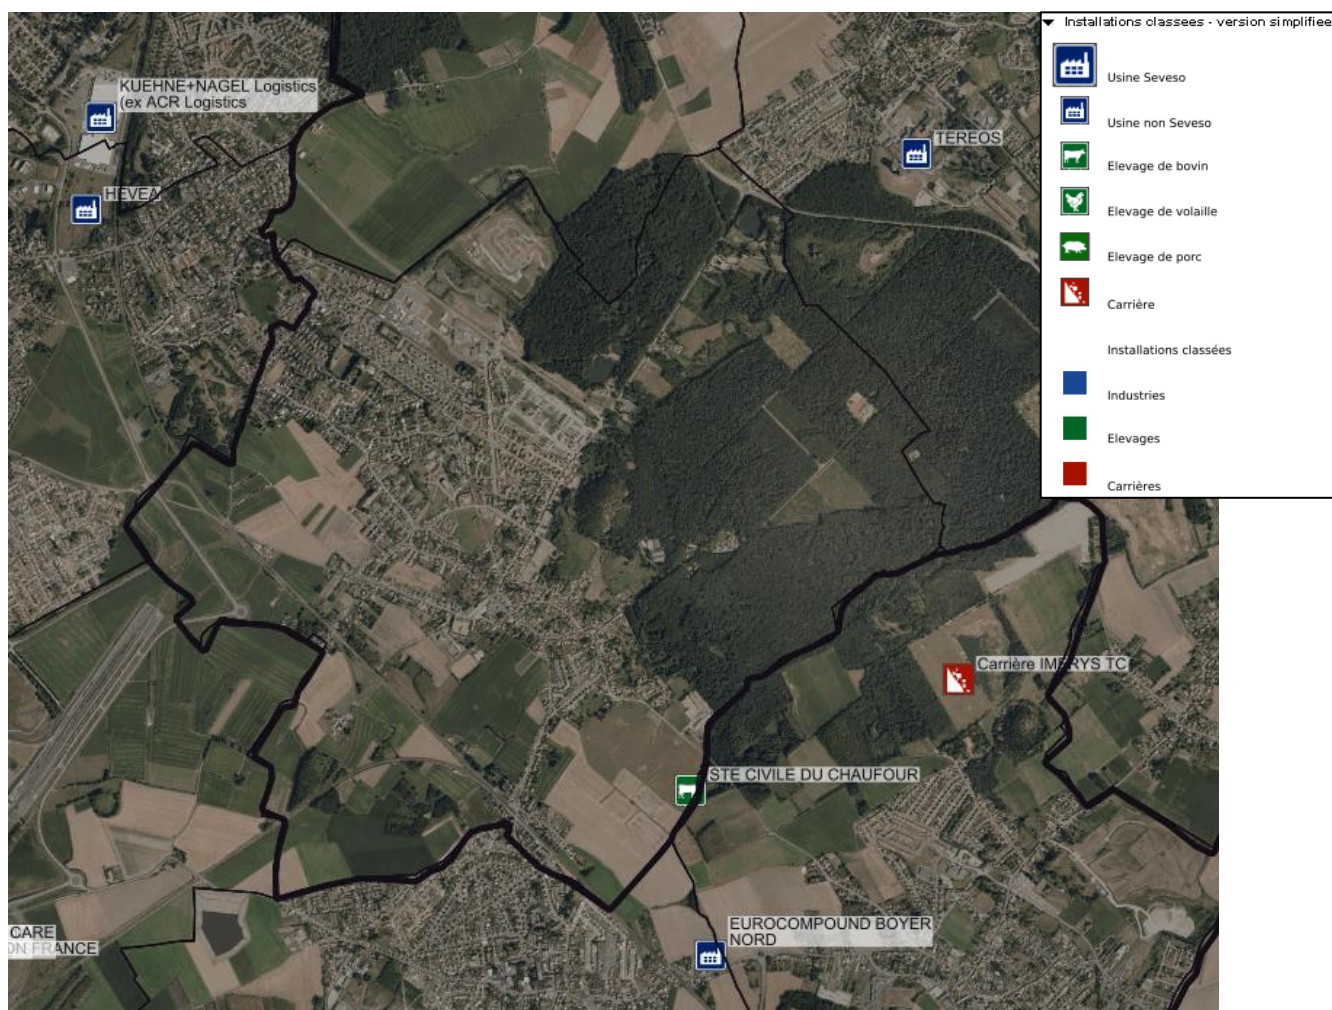 Installations classees - version simplifiee
Usine Seveso
Usine non Seveso
Elevage de bovin
Elevage de volaille
Elevage de porc
Carrière
Installations classées
Industries
Elevages
Carrières
KUEHNE+NAGEL Logistics
(ex ACR Logistics
TEREOS
HEVEA
Carrière IMERYS TC
STE CIVILE DU CHAUFOUR
EUROCOMPOUND BOYER
NORD
CARE
ON FRANCE